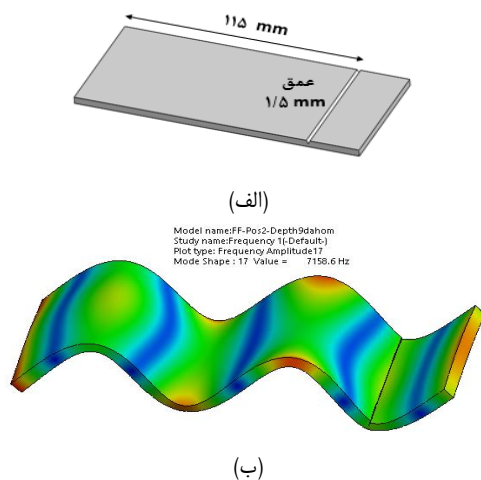 ۱۱۵ mm
عمق
۱/۵ mm
(الف)
Model name:FF-Pos2-Depth9dahom
Study name:Frequency 1(-Default-)
Plot type: Frequency Amplitude17
Mode Shape : 17 Value = 7158.6 Hz
(ب)